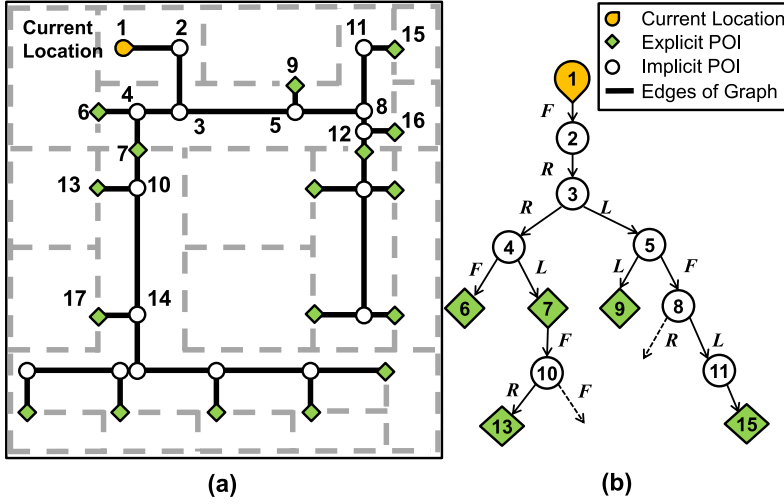 Current
Location
1
2
11
15
9
4
6
3
5
8
12
16
7
13
10
17
14
(a)
Current Location
Explicit POI
Implicit POI
Edges of Graph
1
F
2
R
3
R
L
4
5
F
L
L
F
6
7
9
8
F
R
L
10
11
R
F
13
15
(b)